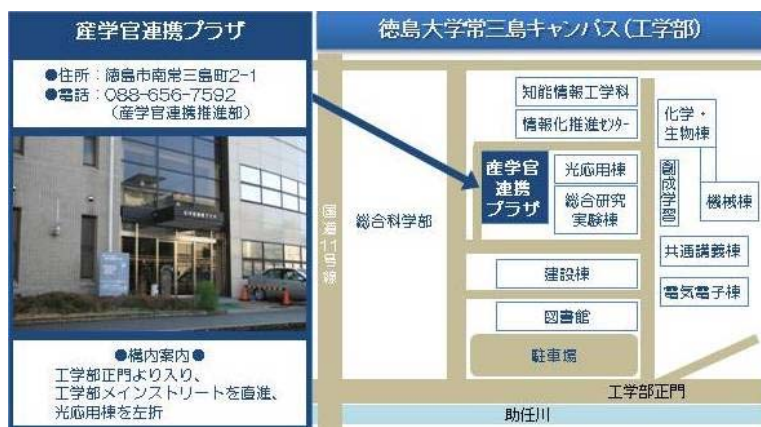 産学官連携プラザ
●住所：徳島市南常三島町2-1
●電話：088-656-7592
（産学官連携推進部）
●構内案内●
工学部正門より入り、
工学部メインストリートを直進、
光応用棟を左折
徳島大学常三島キャンパス（工学部）
国道11号線
総合科学部
知能情報工学科
情報化推進センター
産学官
連携
プラザ
光応用棟
総合研究
実験棟
建設棟
図書館
駐車場
化学・
生物棟
創成学習
機械棟
共通講義棟
電気電子棟
工学部正門
助任川